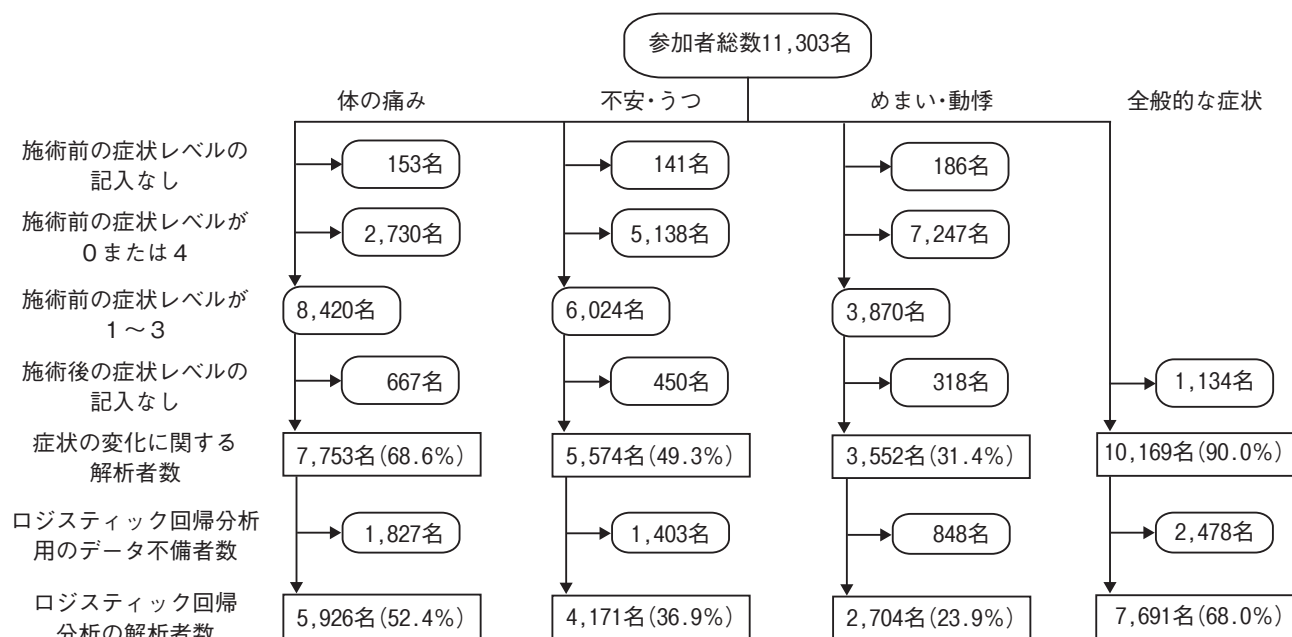 参加者総数11,303名
体の痛み 不安・うつ めまい・動悸 全般的な症状
施術前の症状レベルの
記入なし
153名 141名 186名
施術前の症状レベルが
０または４
2,730名 5,138名 7,247名
施術前の症状レベルが
１～３
8,420名 6,024名 3,870名
施術後の症状レベルの
記入なし
667名 450名 318名 1,134名
症状の変化に関する
解析者数
7,753名(68.6%) 5,574名(49.3%) 3,552名(31.4%) 10,169名(90.0%)
ロジスティック回帰分析
用のデータ不備者数
1,827名 1,403名 848名 2,478名
ロジスティック回帰
分析の解析者数
5,926名(52.4%) 4,171名(36.9%) 2,704名(23.9%) 7,691名(68.0%)